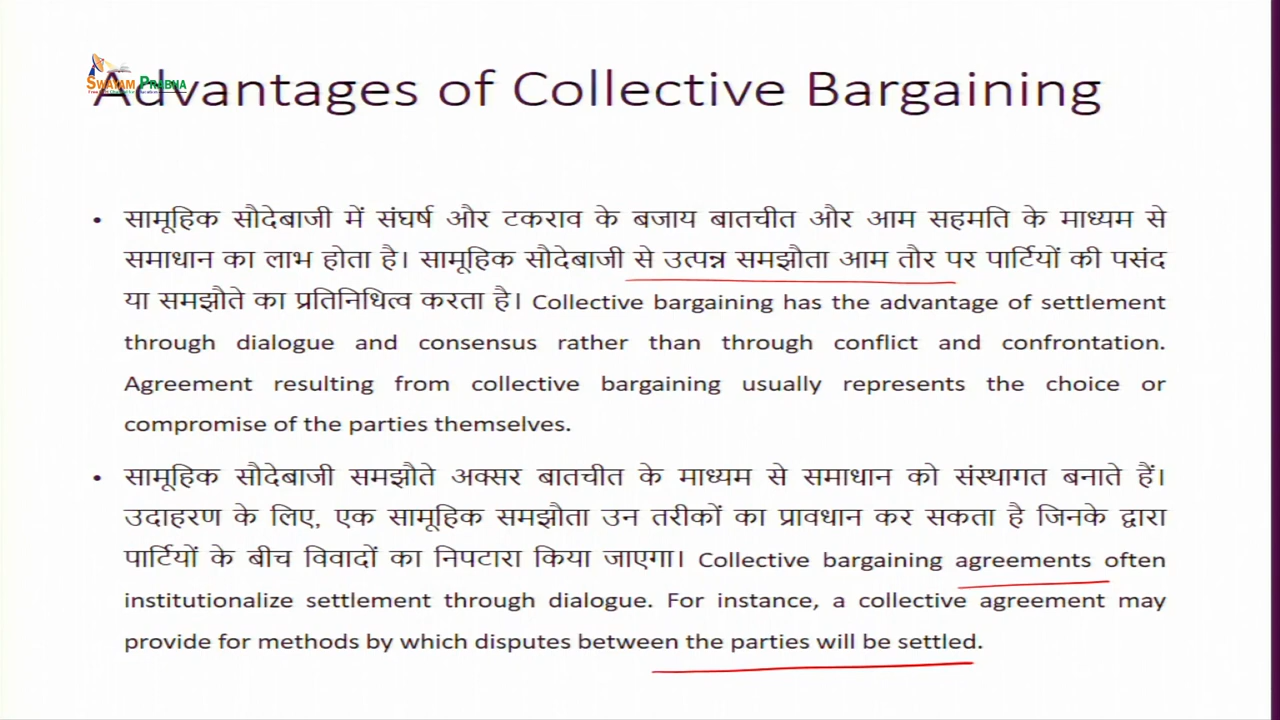 SWAYAM PRABHA
Advantages of Collective Bargaining
• सामूहिक सौदेबाजी में संघर्ष और टकराव के बजाय बातचीत और आम सहमति के माध्यम से
समाधान का लाभ होता है। सामूहिक सौदेबाजी से उत्पन्न समझौता आम तौर पर पार्टियों की पसंद
या समझौते का प्रतिनिधित्व करता है। Collective bargaining has the advantage of settlement
through dialogue and consensus rather than through conflict and confrontation.
Agreement resulting from collective bargaining usually represents the choice or
compromise of the parties themselves.
• सामूहिक सौदेबाजी समझौते अक्सर बातचीत के माध्यम से समाधान को संस्थागत बनाते हैं।
उदाहरण के लिए, एक सामूहिक समझौता उन तरीकों का प्रावधान कर सकता है जिनके द्वारा
पार्टियों के बीच विवादों का निपटारा किया जाएगा। Collective bargaining agreements often
institutionalize settlement through dialogue. For instance, a collective agreement may
provide for methods by which disputes between the parties will be settled.